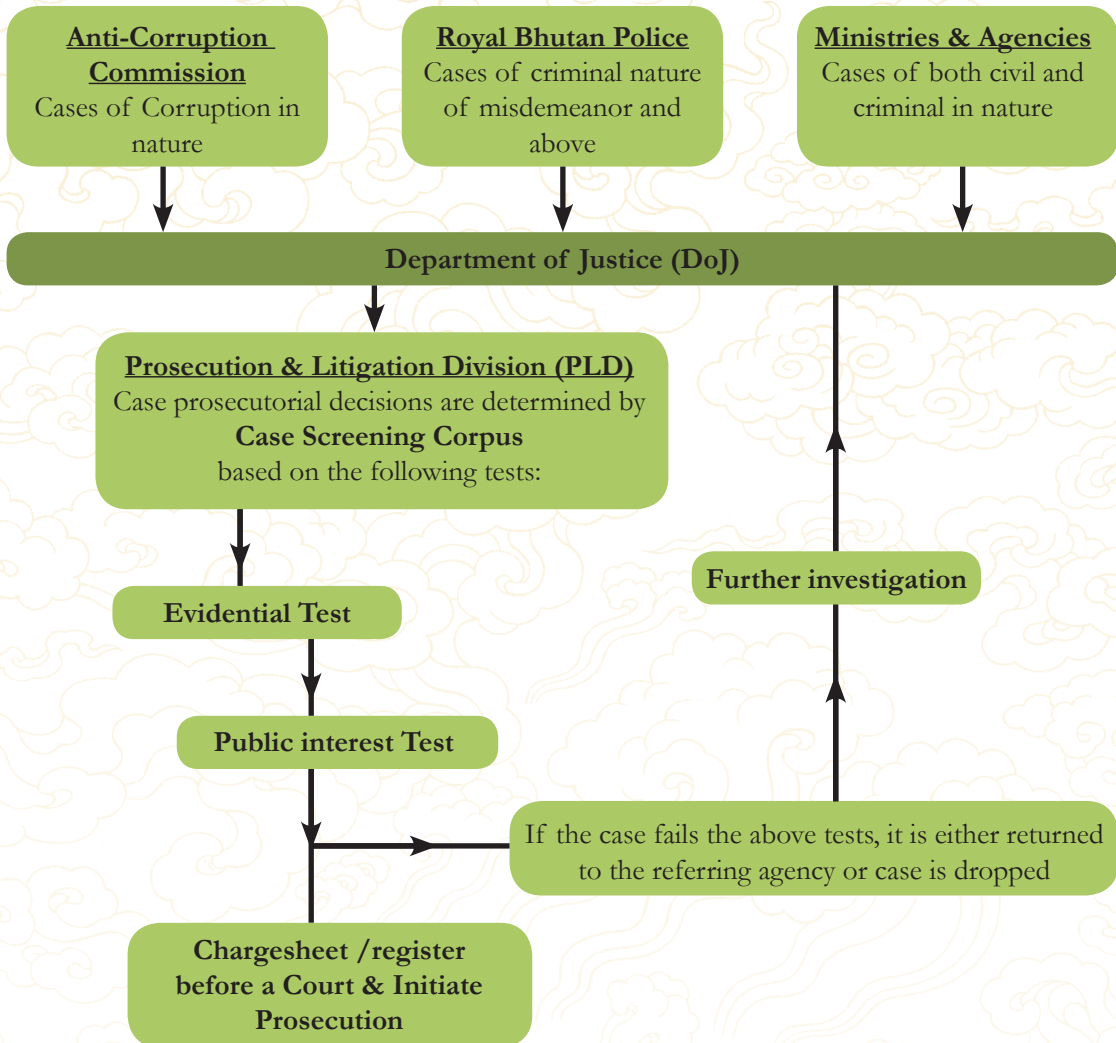 Anti-Corruption
Commission
Cases of Corruption in
nature
Royal Bhutan Police
Cases of criminal nature
of misdemeanor and
above
Ministries & Agencies
Cases of both civil and
criminal in nature
Department of Justice (DoJ)
Prosecution & Litigation Division (PLD)
Case prosecutorial decisions are determined by
Case Screening Corpus
based on the following tests:
Evidential Test
Further investigation
Public interest Test
If the case fails the above tests, it is either returned
to the referring agency or case is dropped
Chargesheet /register
before a Court & Initiate
Prosecution